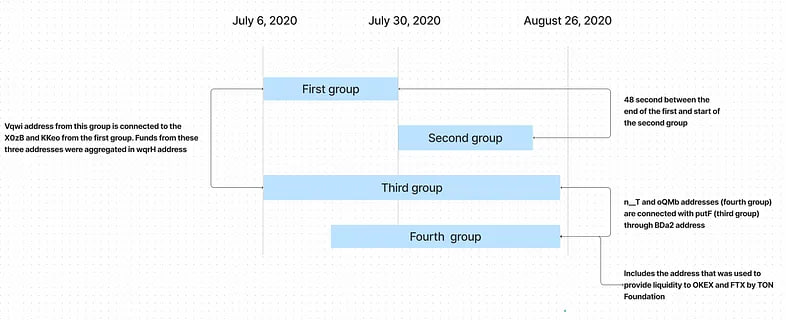 July 6, 2020
July 30, 2020
August 26, 2020
First group
48 second between the
end of the first and start of
the second group
Vqwi address from this group is connected to the
X0zB and KKeo from the first group. Funds from these
three addresses were aggregated in wqrH address
Second group
Third group
n__T and oQMb addresses (fourth group)
are connected with putF (third group)
through BDa2 address
Fourth group
Includes the address that was used to
provide liquidity to OKEX and FTX by TON
Foundation